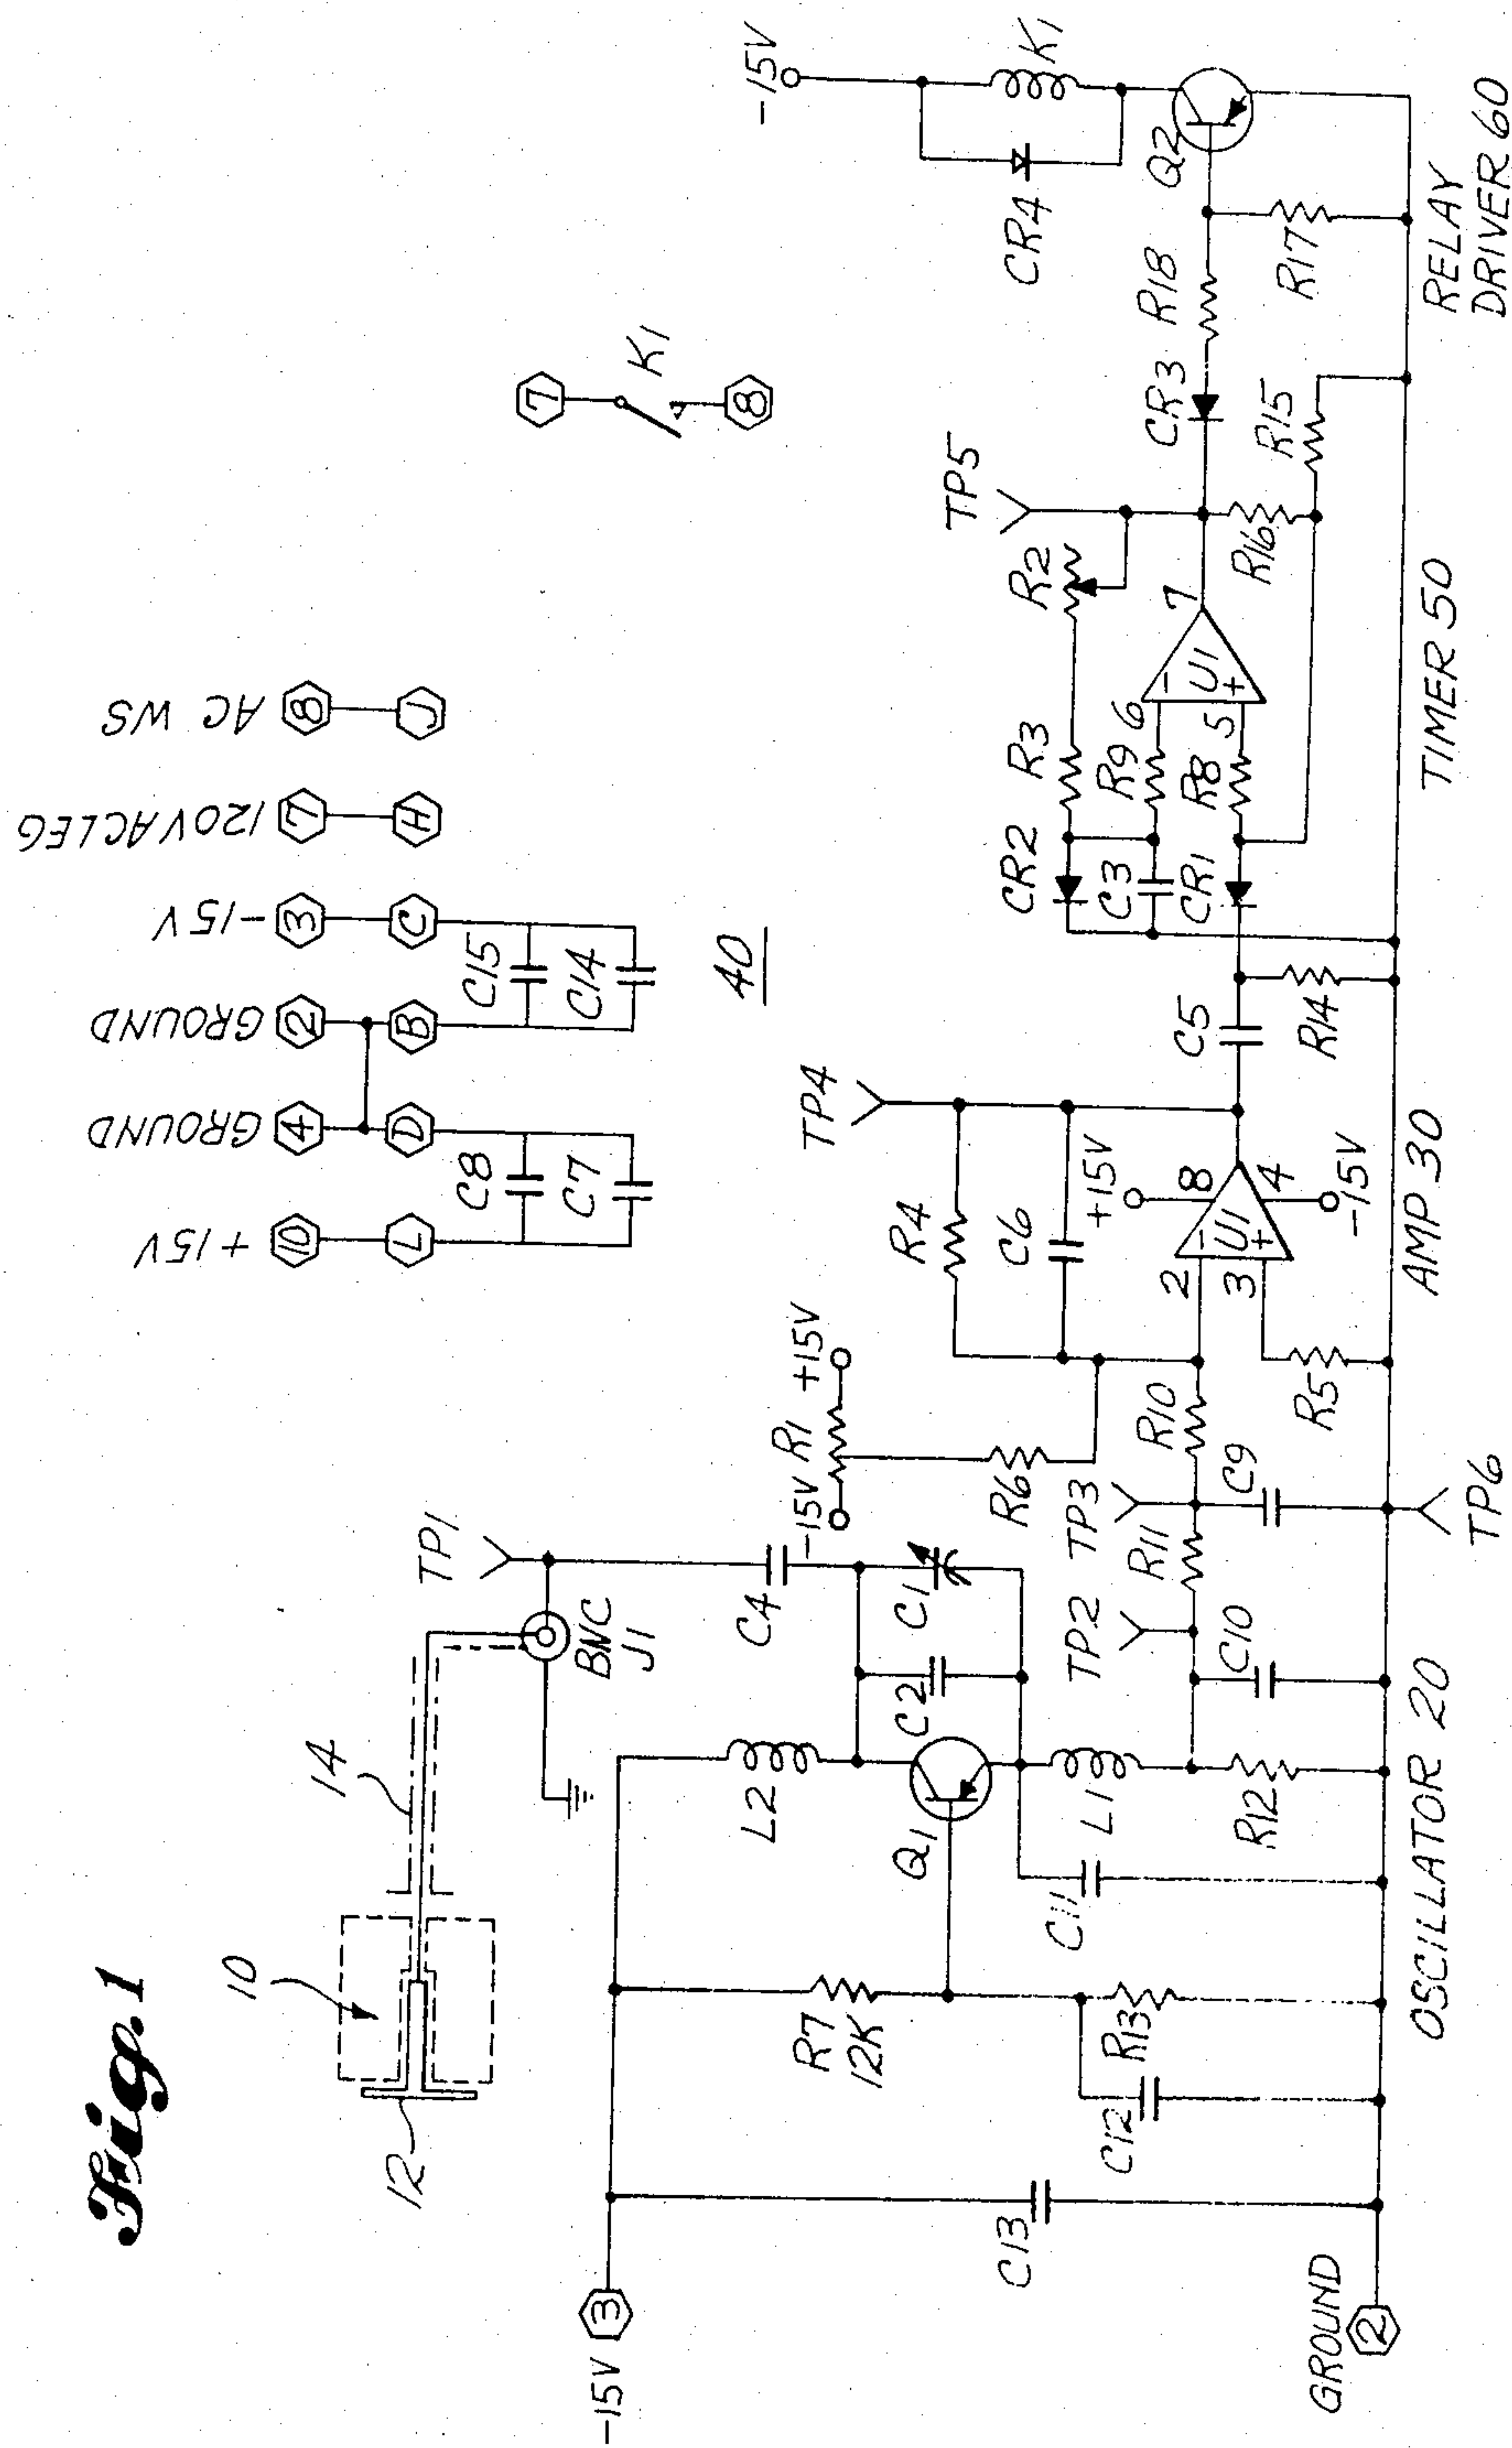 Fig. 1
10
12
14
TP1
BNC
J1
+15V
GROUND
GROUND
-15V
120VACLEG
AC WS
10
4
2
3
7
8
L
D
B
C
H
J
C8
C7
C15
C14
40
7
K1
8
-15V
3
C13
R7
12K
C12
R13
L2
Q1
C11
L1
R12
C2
C1
C4
TP2
C10
R11
TP3
C9
R10
-15V R1 +15V
R6
R4
C6
TP4
+15V
2
3
-
U1
+
8
4
-15V
R5
C5
R14
CR2
C3
CR1
R3
R9
R8
R2
6
5
-
U1
+
7
TP5
R16
R15
CR3
R18
R17
Q2
CR4
K1
-15V
GROUND
2
TP6
OSCILLATOR 20
AMP 30
TIMER 50
RELAY
DRIVER 60